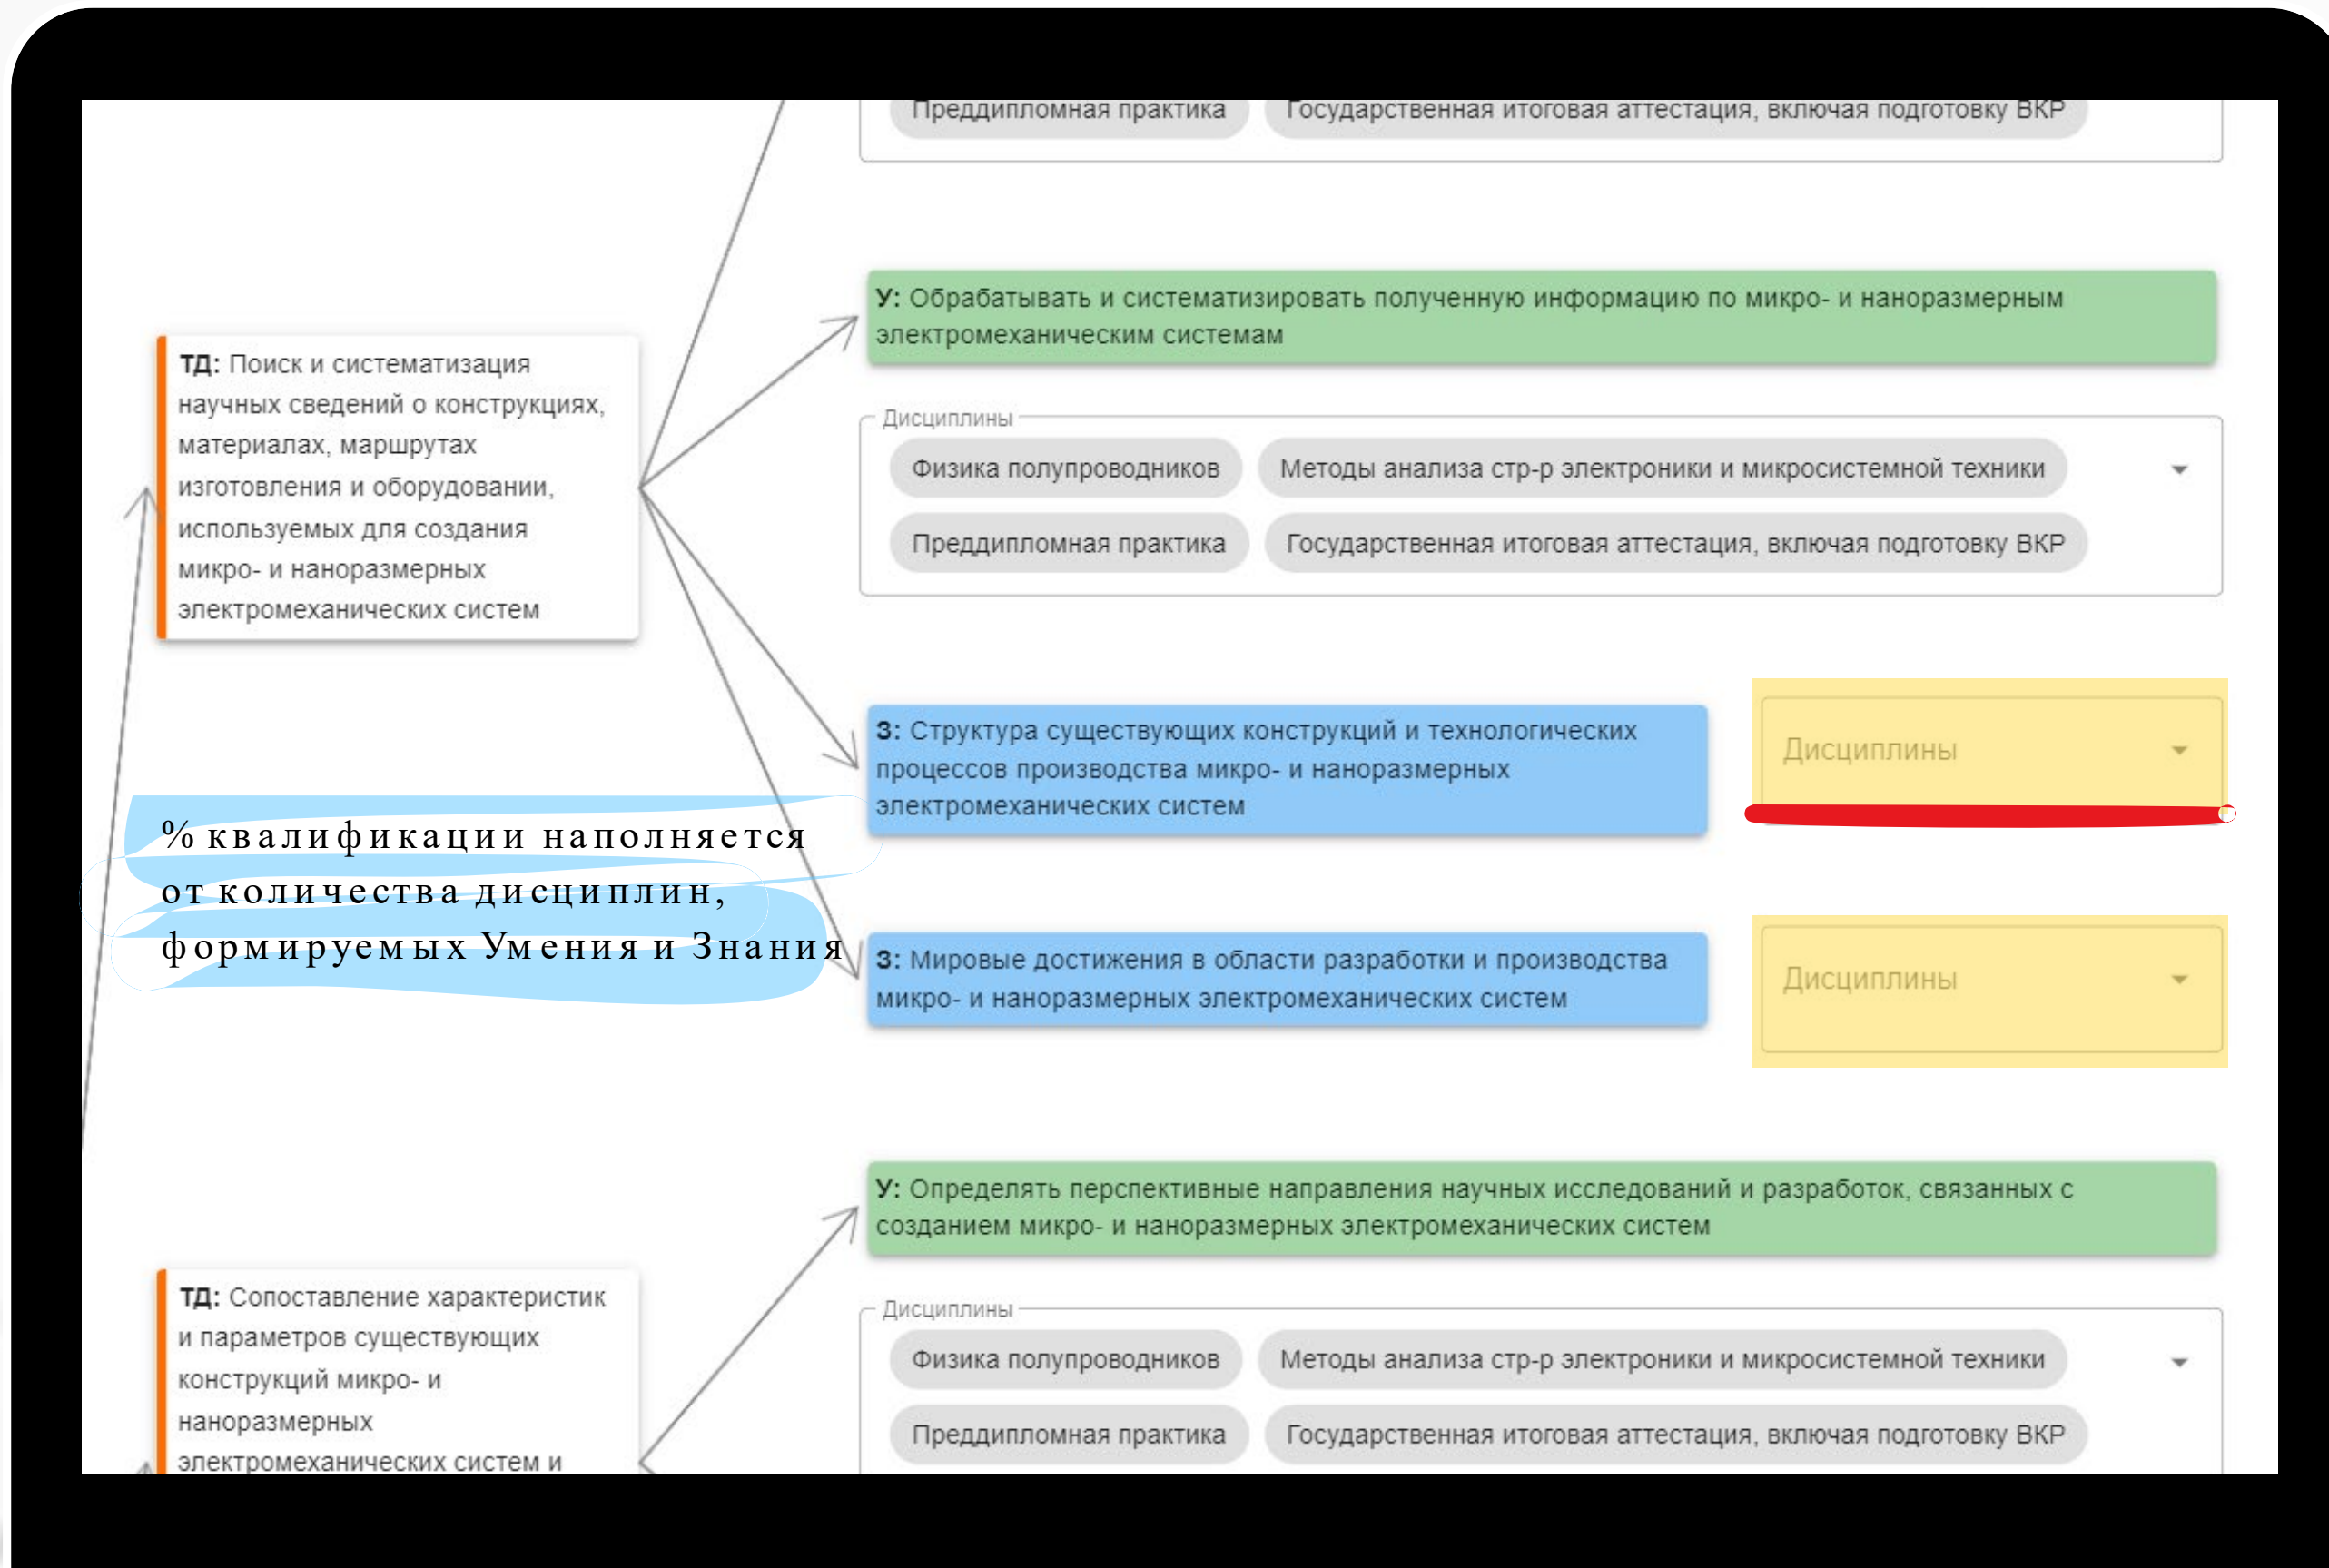 Преддипломная практика Государственная итоговая аттестация, включая подготовку ВКР
У: Обрабатывать и систематизировать полученную информацию по микро- и наноразмерным
электромеханическим системам
ТД: Поиск и систематизация
научных сведений о конструкциях,
материалах, маршрутах
изготовления и оборудовании,
используемых для создания
микро- и наноразмерных
электромеханических систем
Дисциплины
Физика полупроводников Методы анализа стр-р электроники и микросистемной техники
Преддипломная практика Государственная итоговая аттестация, включая подготовку ВКР
З: Структура существующих конструкций и технологических
процессов производства микро- и наноразмерных
электромеханических систем
Дисциплины
% квалификации наполняется
от количества дисциплин,
формируемых Умения и Знания
З: Мировые достижения в области разработки и производства
микро- и наноразмерных электромеханических систем
Дисциплины
У: Определять перспективные направления научных исследований и разработок, связанных с
созданием микро- и наноразмерных электромеханических систем
ТД: Сопоставление характеристик
и параметров существующих
конструкций микро- и
наноразмерных
электромеханических систем и
Дисциплины
Физика полупроводников Методы анализа стр-р электроники и микросистемной техники
Преддипломная практика Государственная итоговая аттестация, включая подготовку ВКР